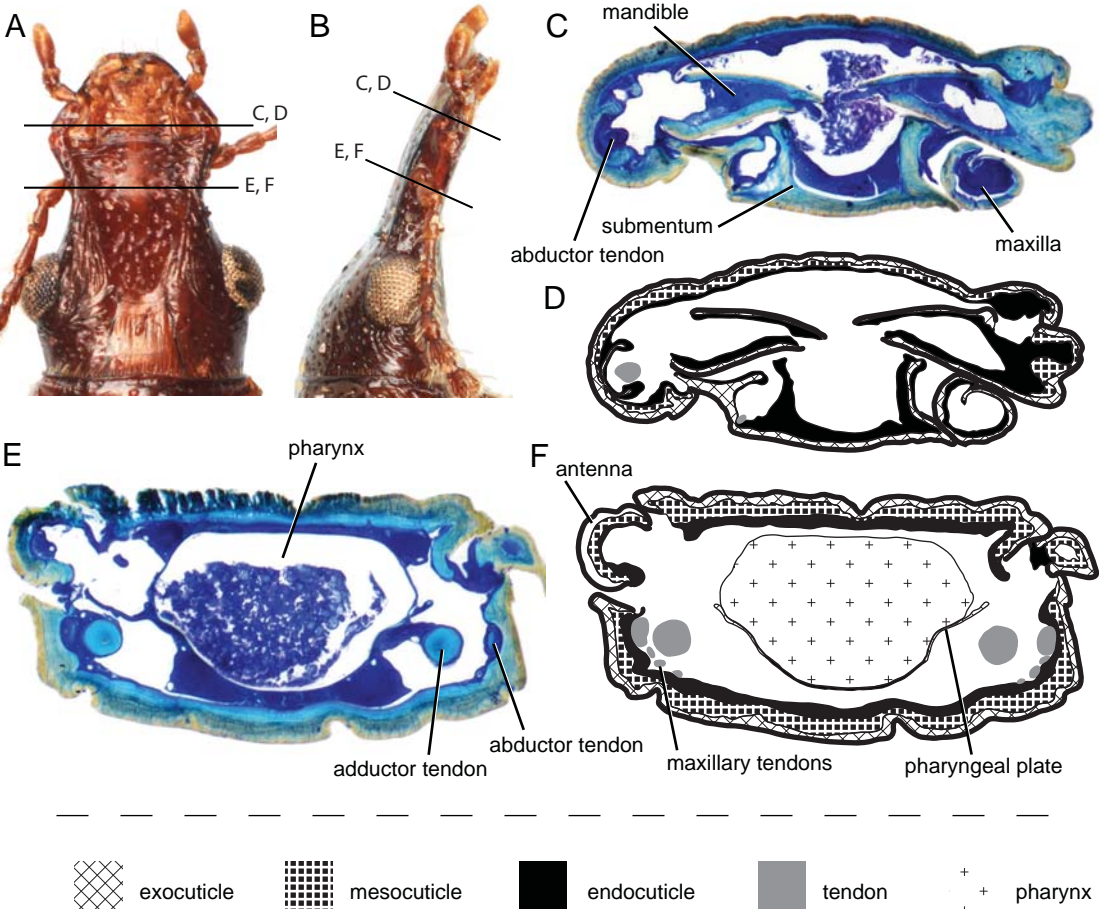 A
B
C
mandible
C, D
C, D
E, F
E, F
submentum
abductor tendon
maxilla
D
E
pharynx
F
antenna
abductor tendon
adductor tendon
maxillary tendons
pharyngeal plate
exocuticle
mesocuticle
endocuticle
tendon
pharynx